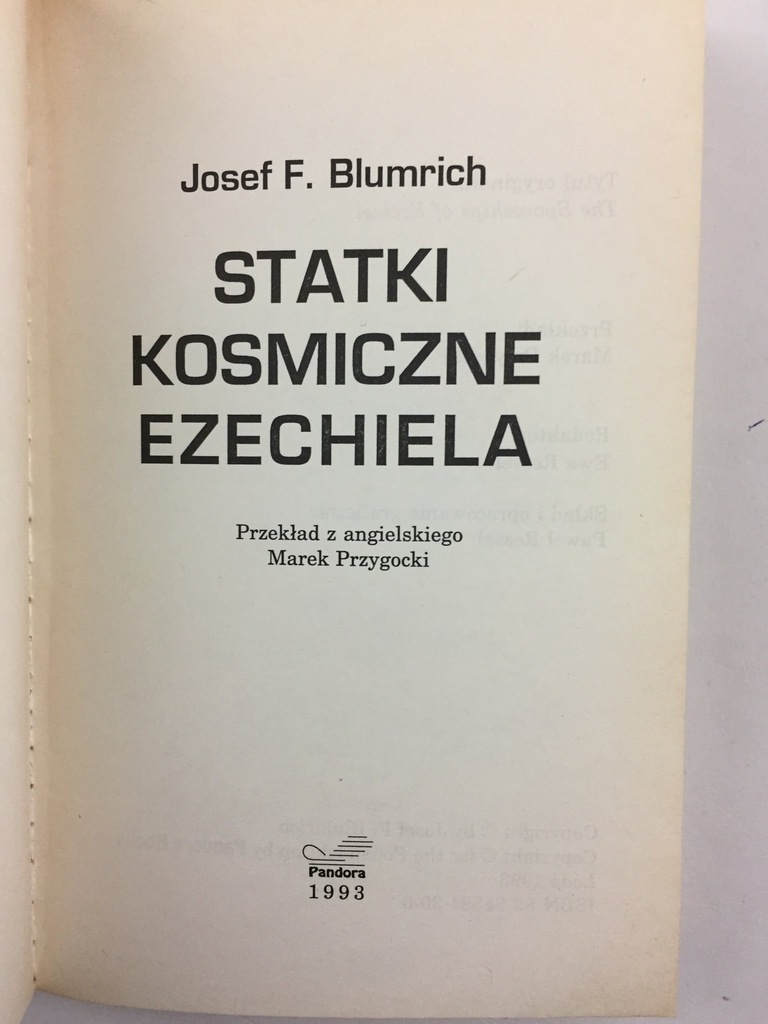 Josef F. Blumrich
STATKI
KOSMICZNE
EZECHIELA
Przekład z angielskiego
Marek Przygocki
Pandora
1993